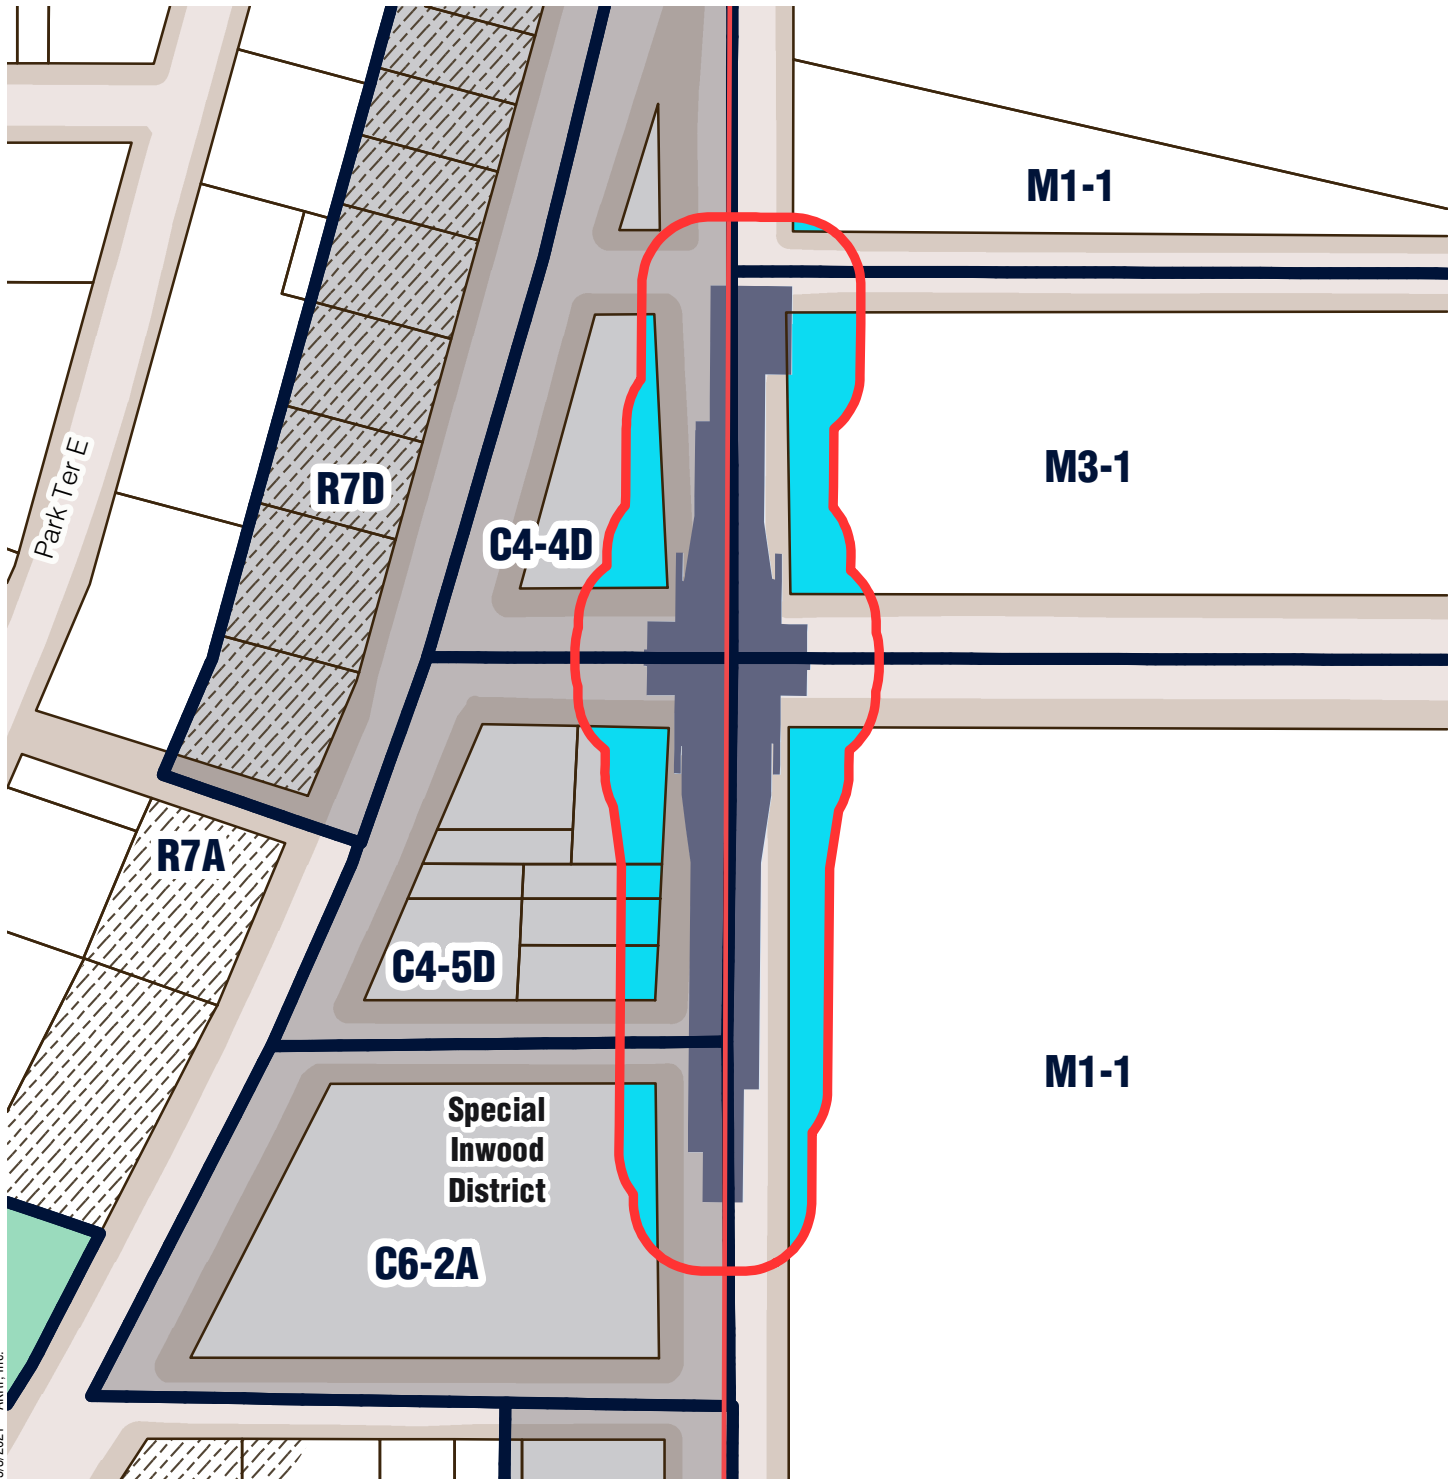 M1-1
M3-1
Park Ter E
R7D
C4-4D
R7A
C4-5D
M1-1
Special
Inwood
District
C6-2A